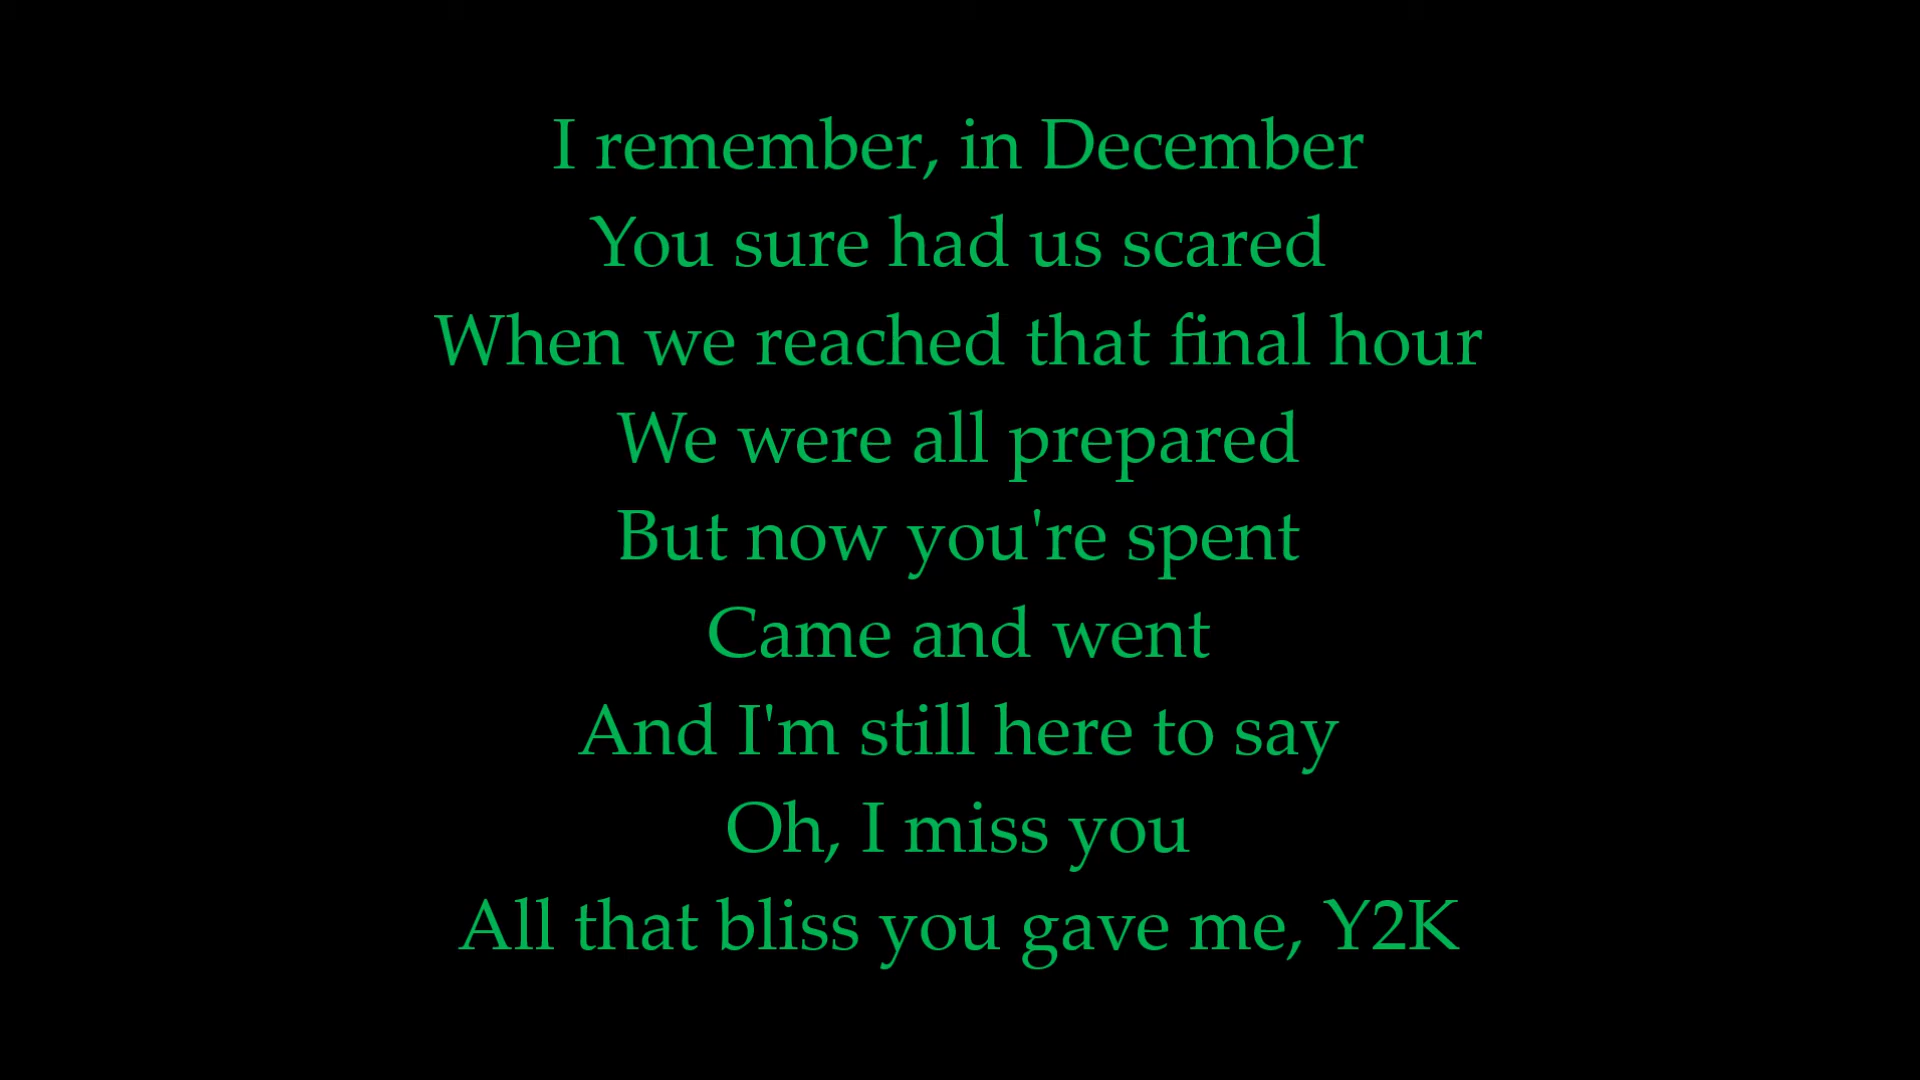 I remember, in December
You sure had us scared
When we reached that final hour
We were all prepared
But now you're spent
Came and went
And I'm still here to say
Oh, I miss you
All that bliss you gave me, Y2K